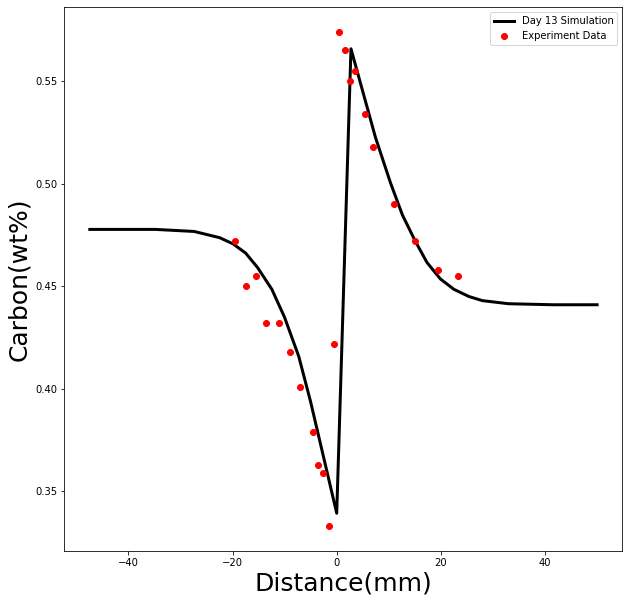 Day 13 Simulation
Experiment Data
0.55
0.50
0.45
0.40
0.35
Carbon(wt%)
−40
−20
0
20
40
Distance(mm)